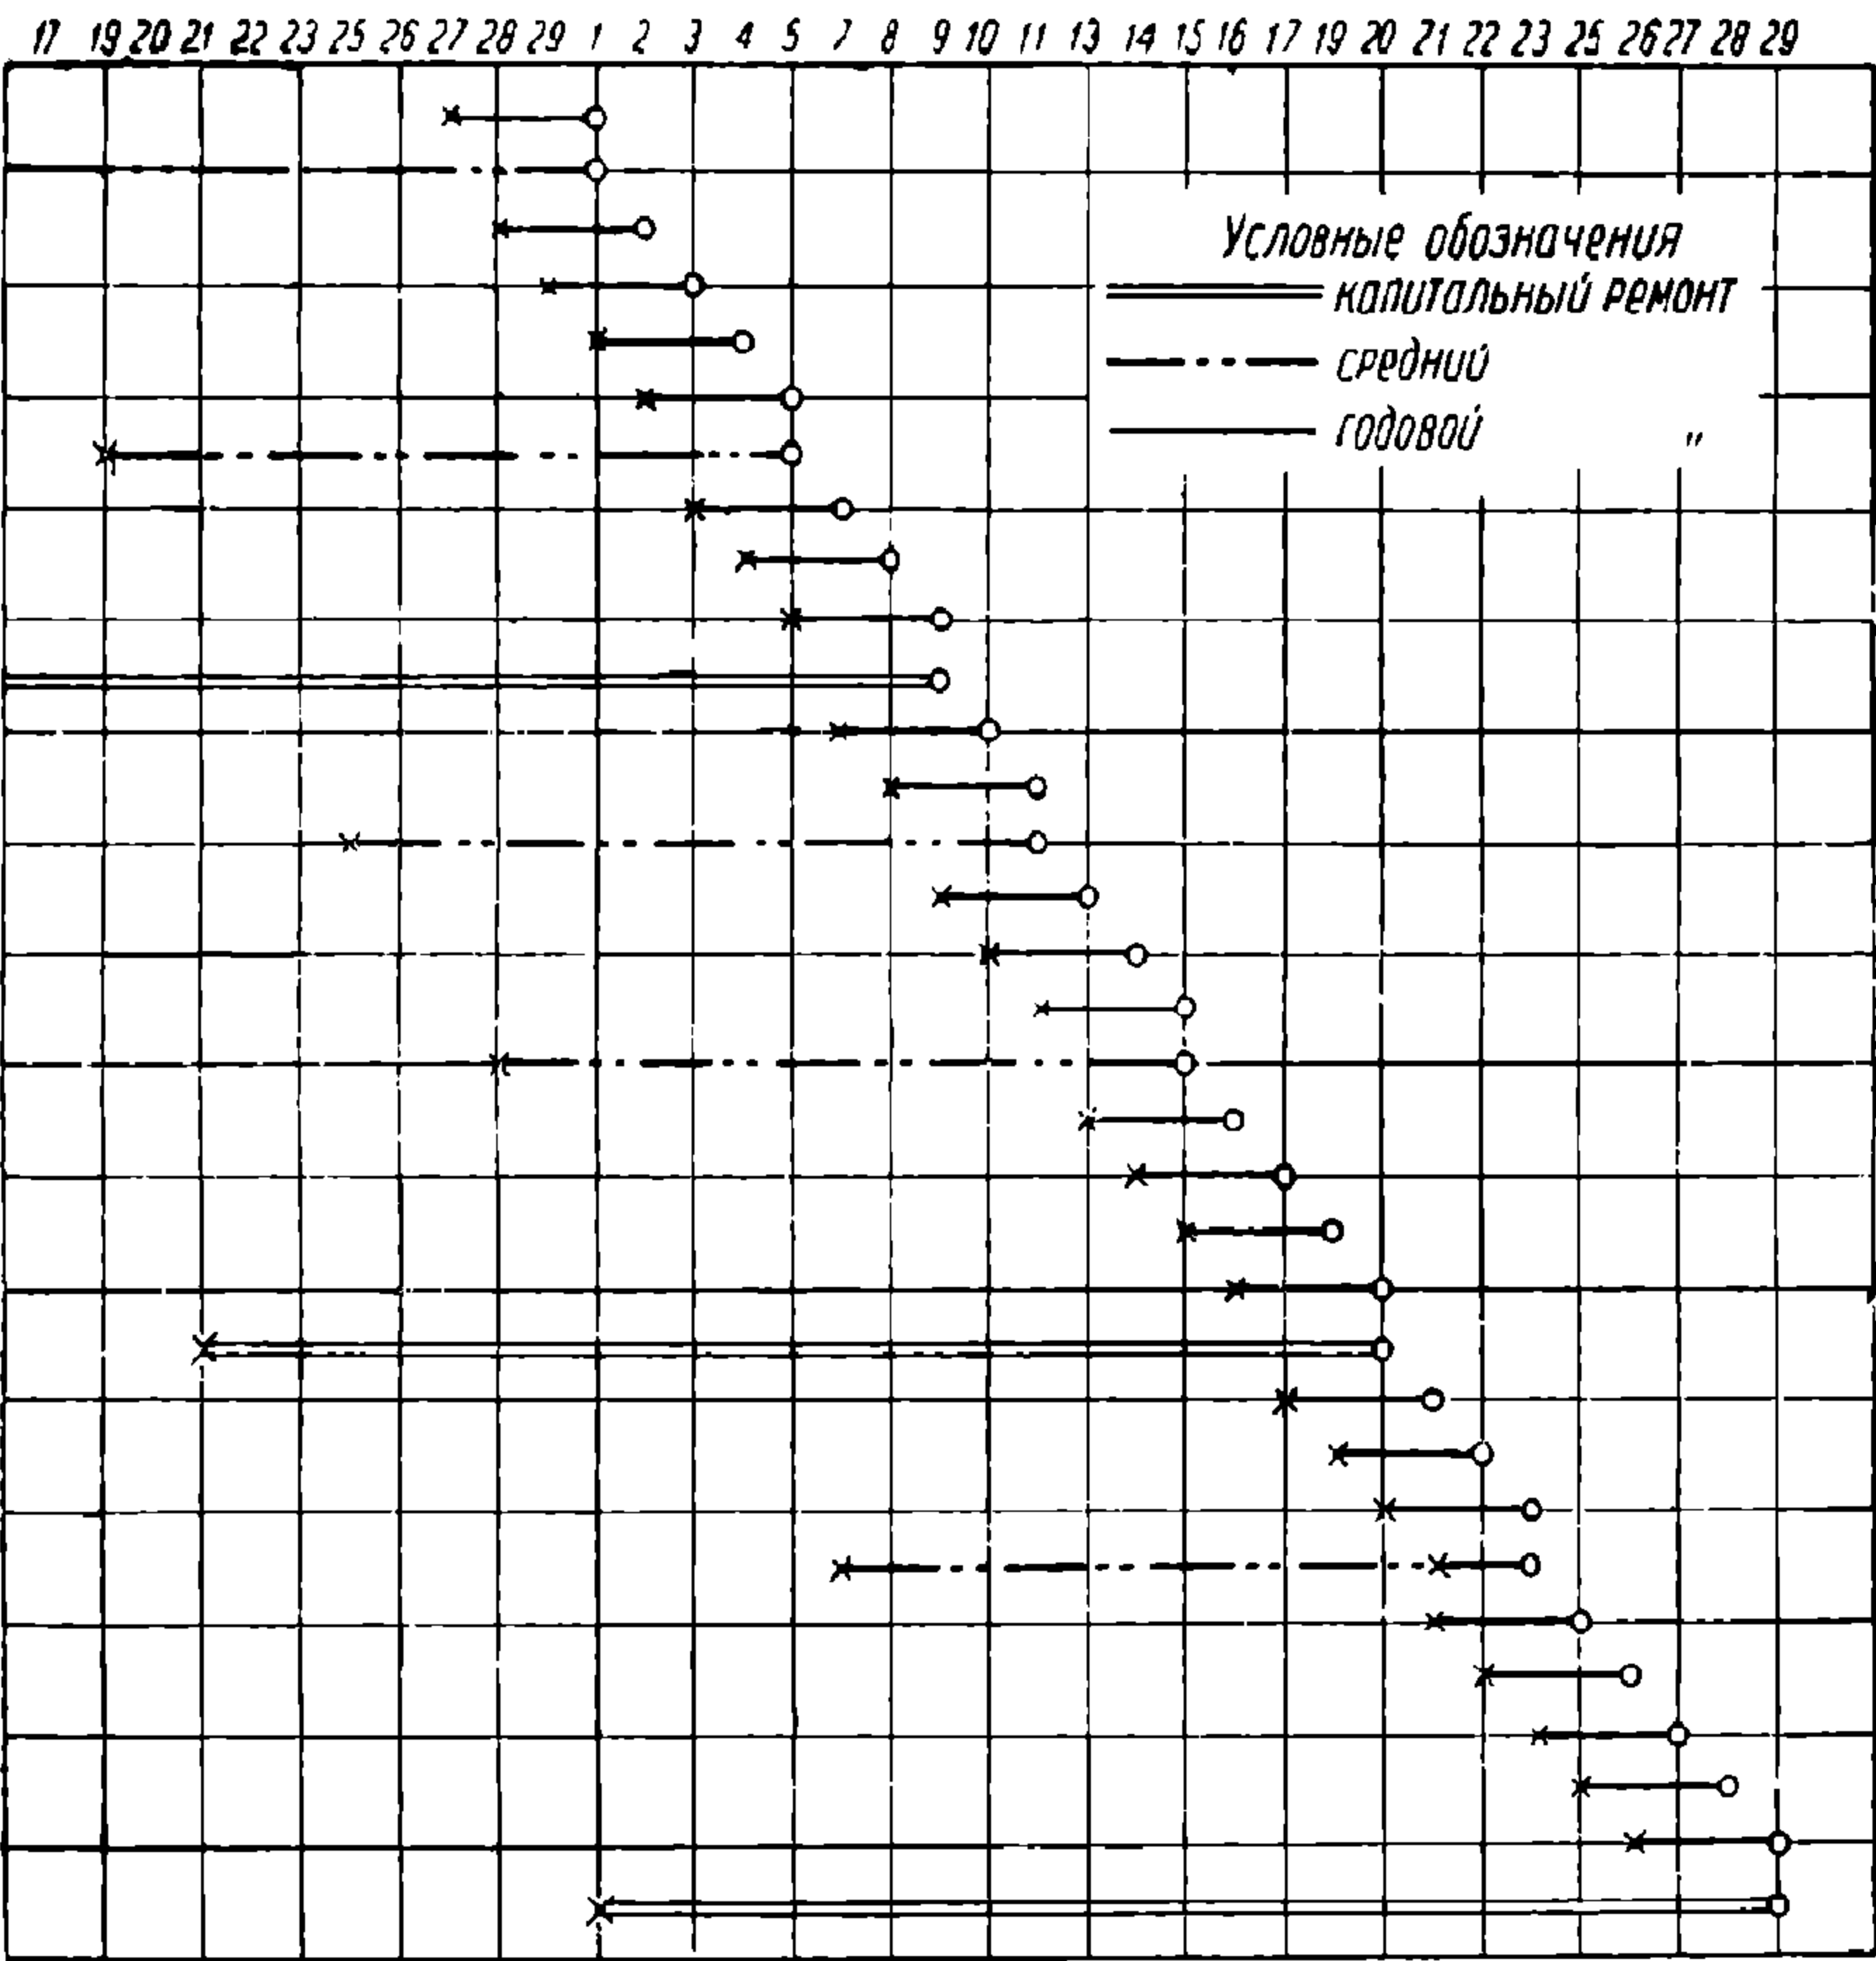 17 19 20 21 22 23 25 26 27 28 29 1 2 3 4 5 7 8 9 10 11 13 14 15 16 17 19 20 21 22 23 25 26 27 28 29
Условные обозначения
капитальный ремонт
средний
годовой "